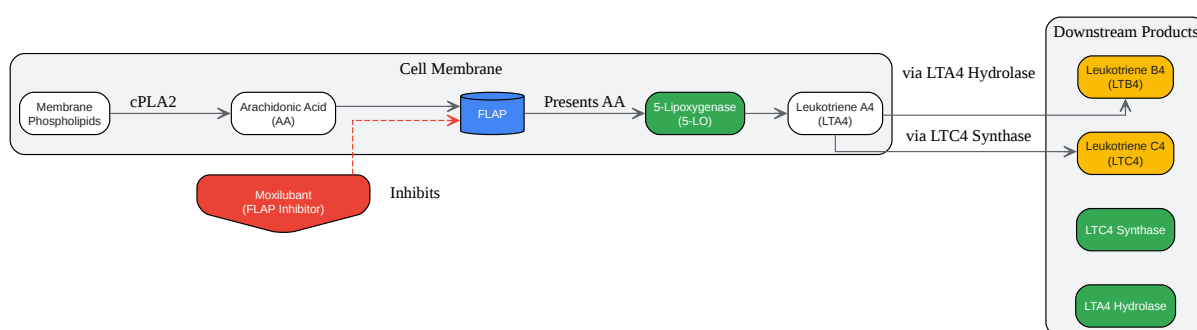 Downstream Products
Cell Membrane
via LTA4 Hydrolase
Leukotriene B4
(LTB4)
Membrane
Phospholipids
cPLA2
Arachidonic Acid
(AA)
FLAP
Presents AA
5-Lipoxygenase
(5-LO)
Leukotriene A4
(LTA4)
via LTC4 Synthase
Leukotriene C4
(LTC4)
Moxilubant
(FLAP Inhibitor)
Inhibits
LTC4 Synthase
LTA4 Hydrolase